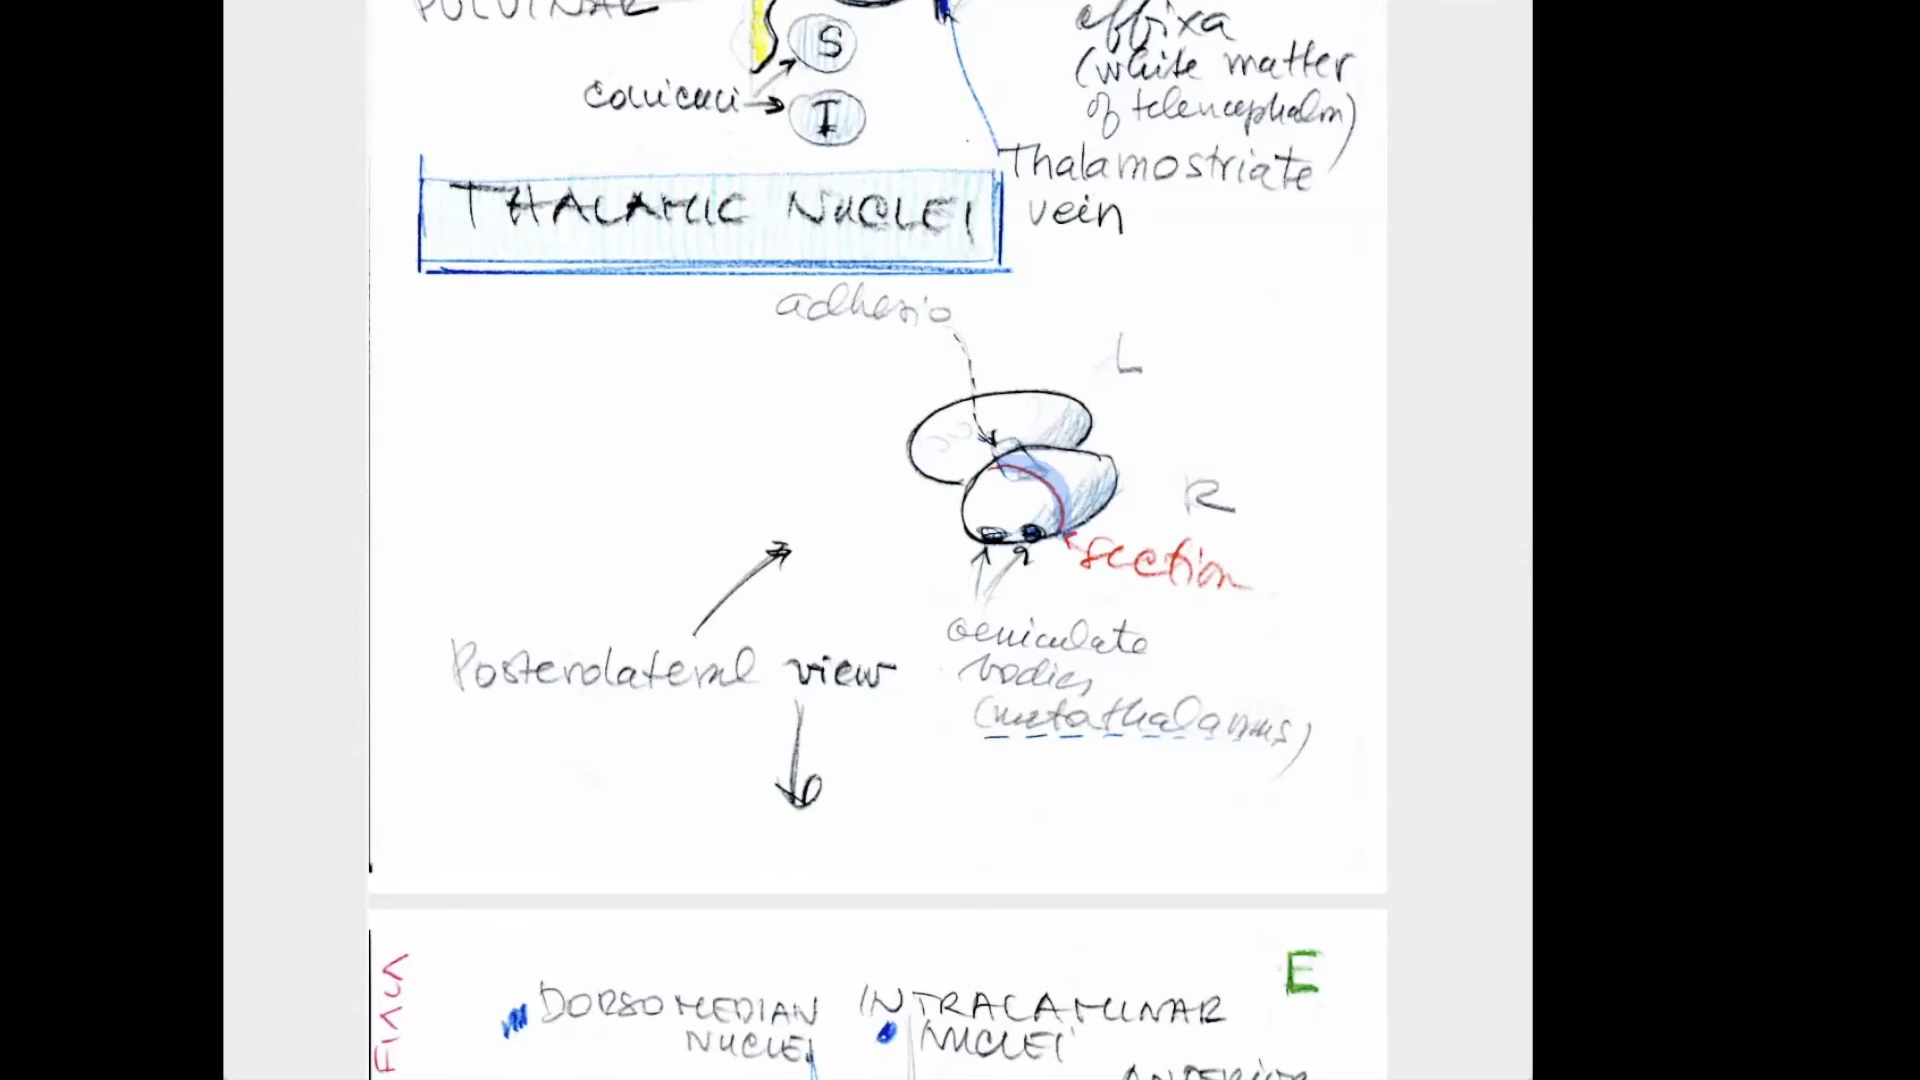 PULVINAR
affixa
(white matter
of telencephalon)
S
colliculi
I
Thalamostriate
vein
THALAMIC NUCLEI
adhesio
L
R
section
Geniculate
bodies
(metathalamus)
Posterolateral view
E
DORSOMEDIAN
NUCLEI
INTRALAMINAR
NUCLEI
ANTERIOR